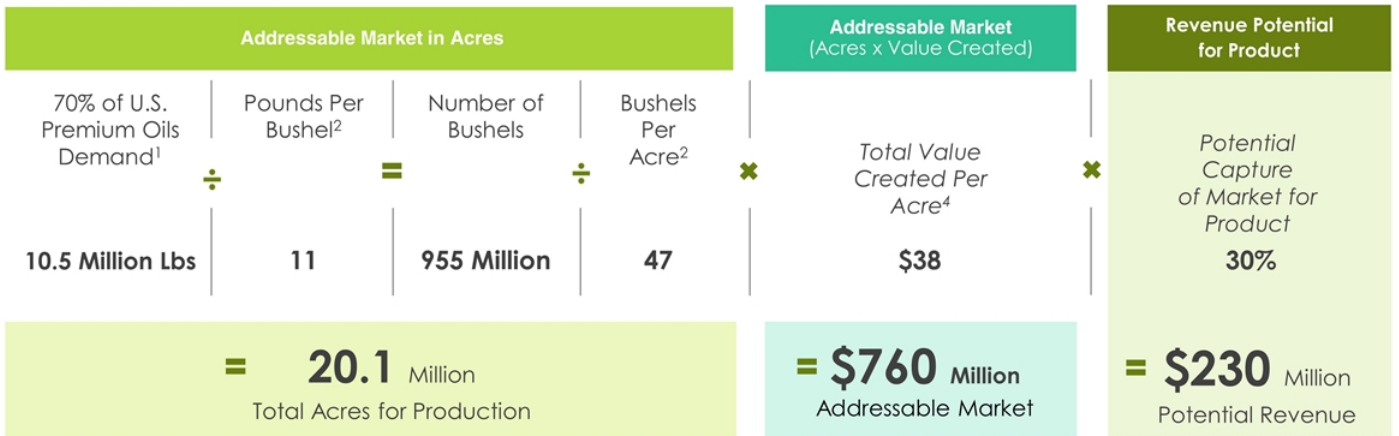 Addressable Market in Acres
Addressable Market
(Acres x Value Created)
Revenue Potential
for Product
70% of U.S.
Premium Oils
Demand¹
÷
Pounds Per
Bushel²
=
Number of
Bushels
÷
Bushels
Per
Acre²
✖
Total Value
Created Per
Acre⁴
✖
Potential
Capture
of Market for
Product
10.5 Million Lbs
11
955 Million
47
$38
30%
= 20.1 Million
Total Acres for Production
= $760 Million
Addressable Market
= $230 Million
Potential Revenue